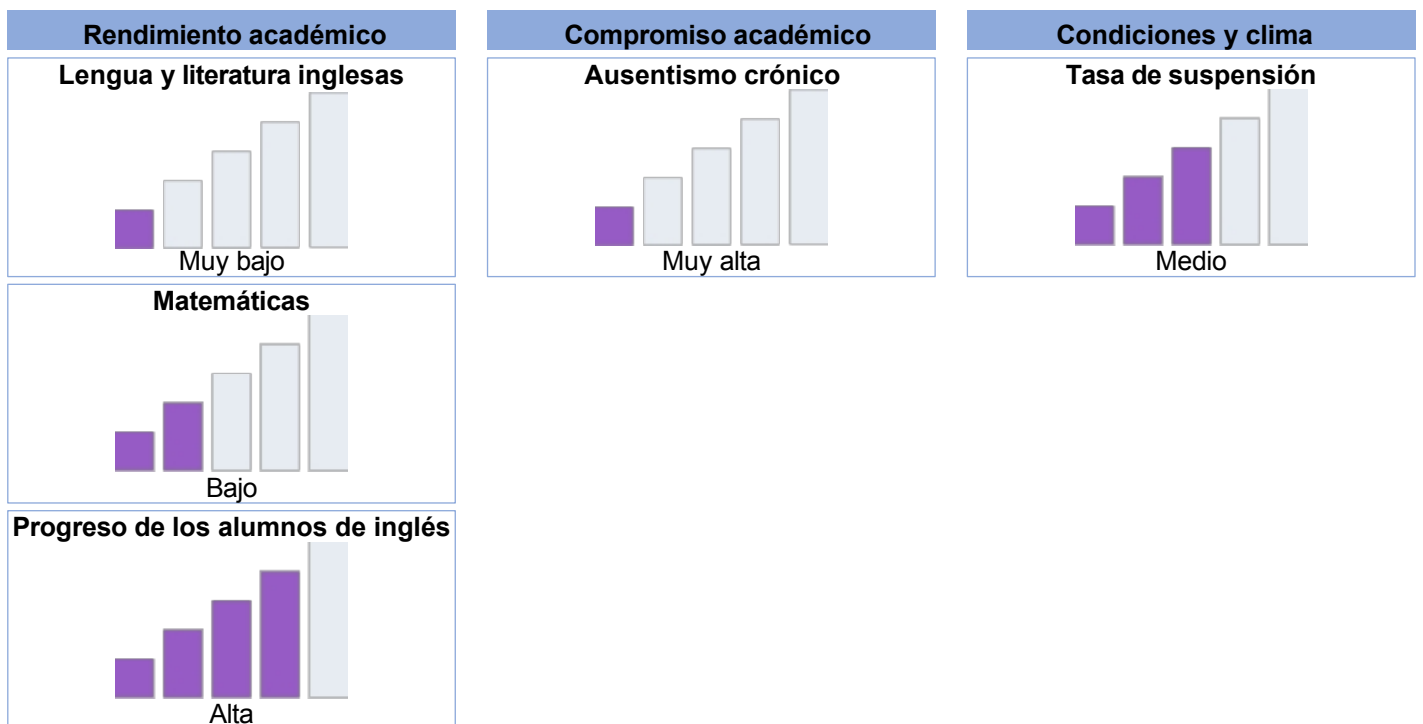 Rendimiento académico
Lengua y literatura inglesas
Muy bajo
Matemáticas
Bajo
Progreso de los alumnos de inglés
Alta
Compromiso académico
Ausentismo crónico
Muy alta
Condiciones y clima
Tasa de suspensión
Medio